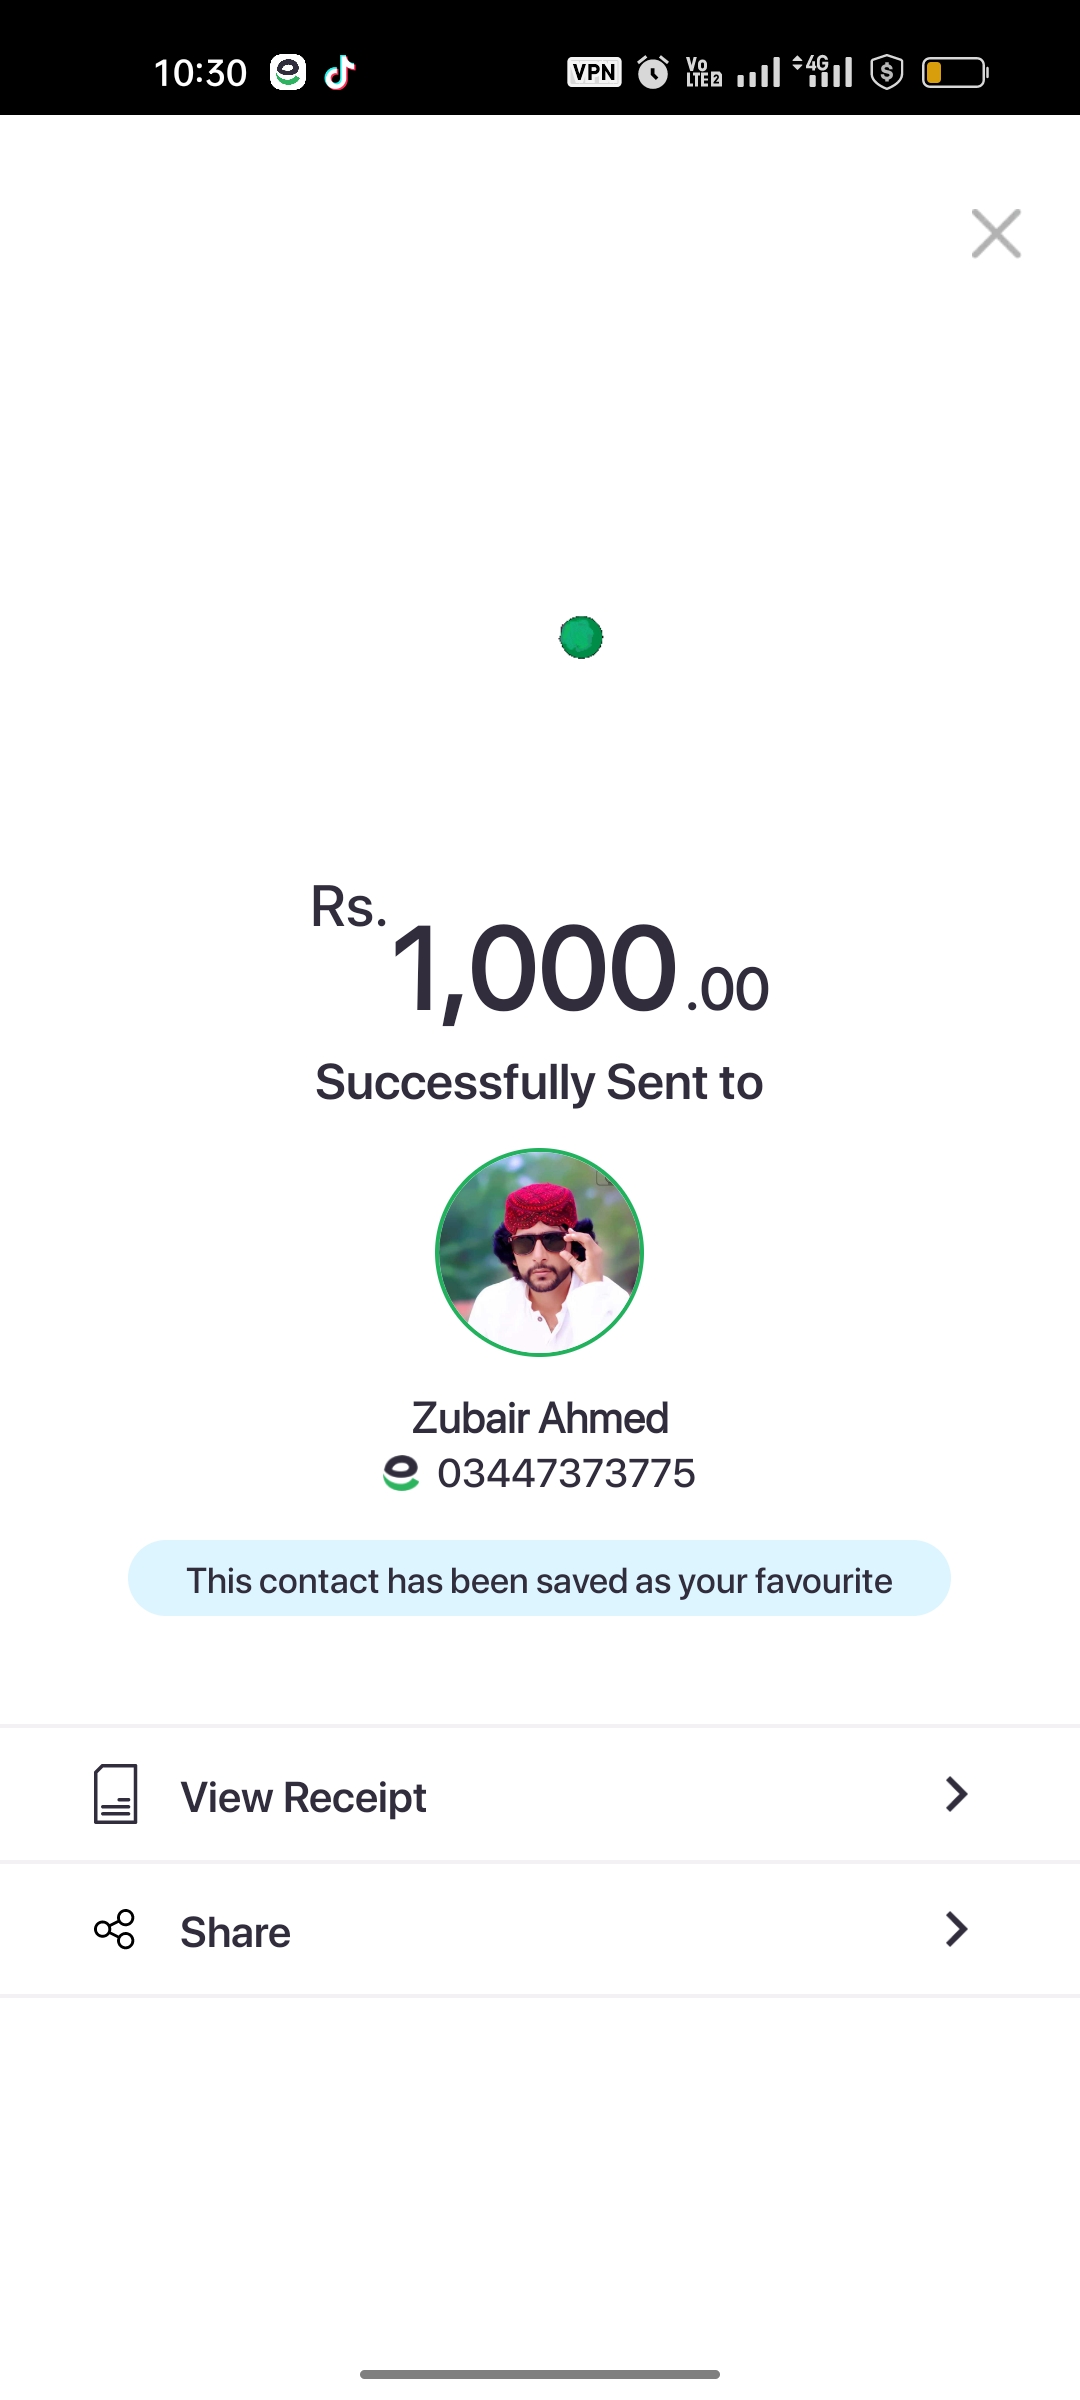 10:30 VPN Vo LTE2 4G
Rs. 1,000.00
Successfully Sent to
Zubair Ahmed
03447373775
This contact has been saved as your favourite
View Receipt
Share